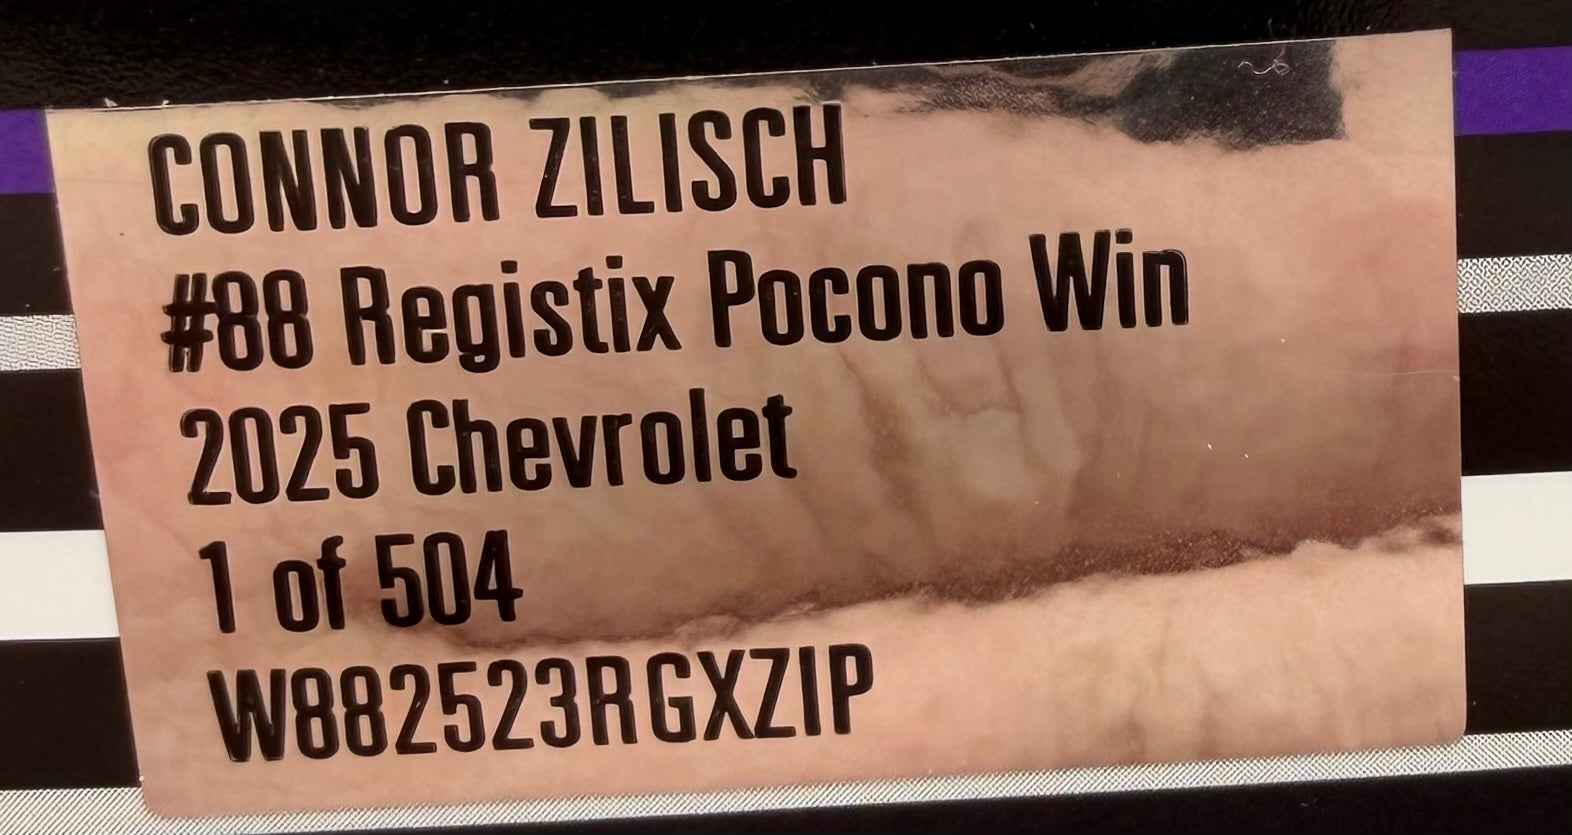 CONNOR ZILISCH
#88 Registix Pocono Win
2025 Chevrolet
1 of 504
W882523RGXZIP